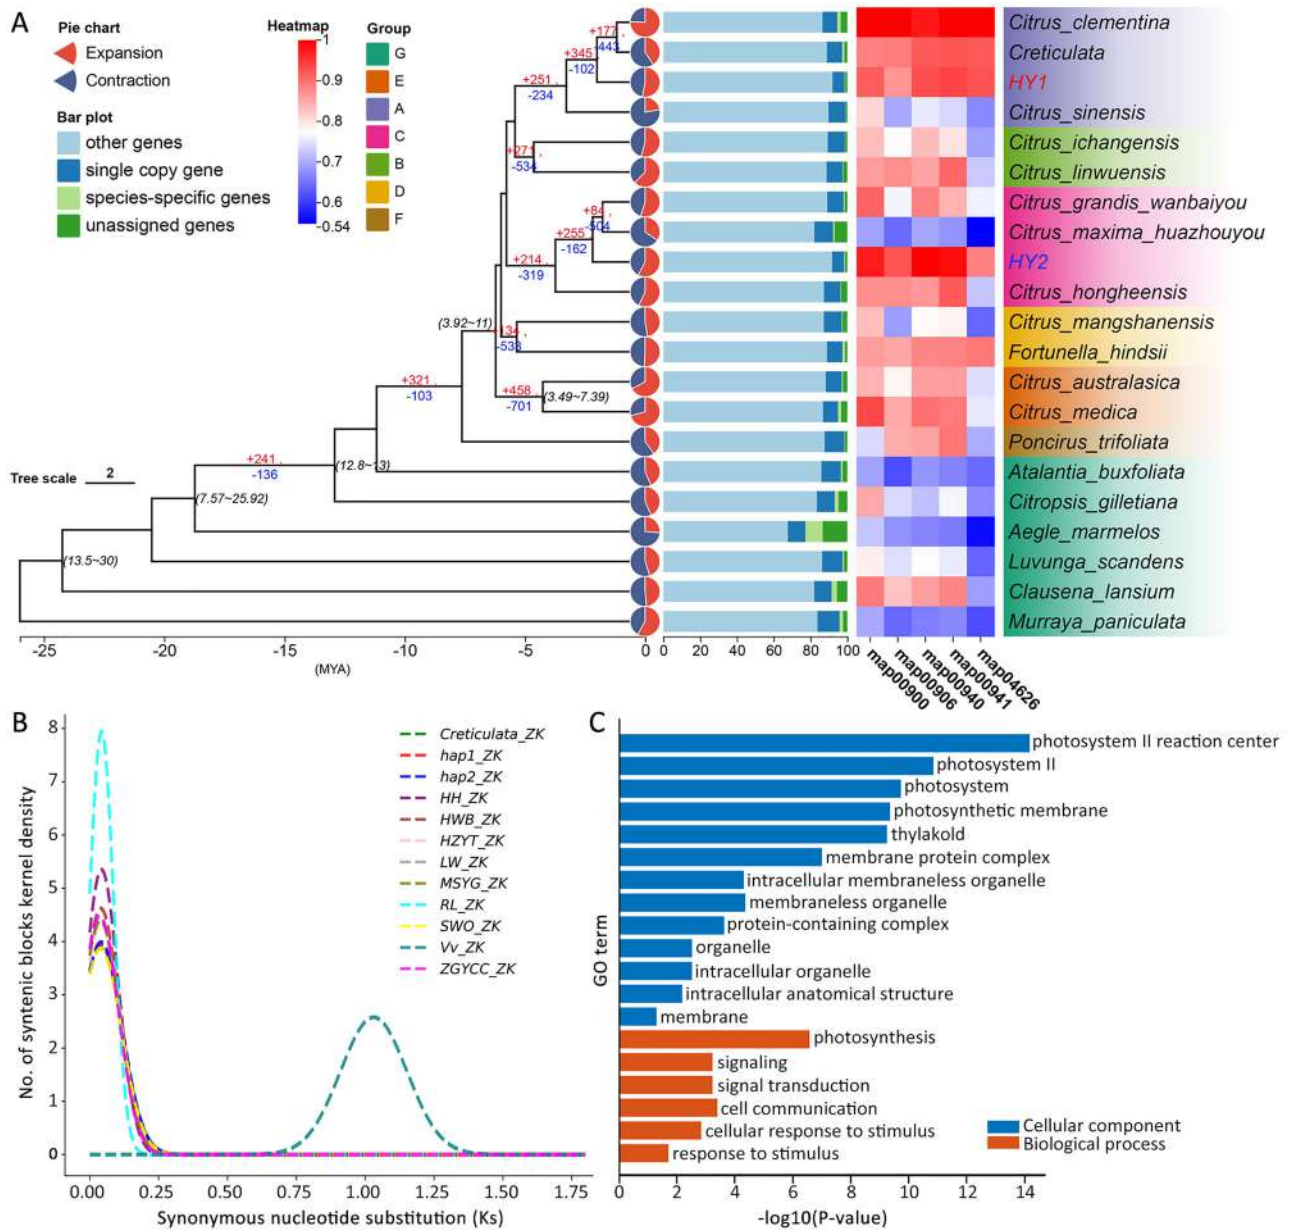 A
Pie chart
Expansion
Contraction
Bar plot
other genes
single copy gene
species-specific genes
unassigned genes
Heatmap
1
-0.9
-0.8
-0.7
-0.6
-0.54
Group
G
E
A
C
B
D
F
+177
-443
+345
-102
+251
-234
+271
-534
+84
-504
+255
-162
+214
-319
(3.92~11)
+134
-533
+321
-103
+458
-701
(3.49~7.39)
+241
-136
(12.8~13)
(7.57~25.92)
(13.5~30)
Tree scale 2
Citrus_clementina
Creticulata
HY1
Citrus_sinensis
Citrus_ichangensis
Citrus_linwuensis
Citrus_grandis_wanbaiyou
Citrus_maxima_huazhouyou
HY2
Citrus_hongheensis
Citrus_mangshanensis
Fortunella_hindsii
Citrus_australasica
Citrus_medica
Poncirus_trifoliata
Atalantia_buxfoliata
Citropsis_gilletiana
Aegle_marmelos
Luvunga_scandens
Clausena_lansium
Murraya_paniculata
-25 -20 -15 -10 -5 0
(MYA)
0 20 40 60 80 100
map00900 map00906 map00940 map00941 map04626
B
No. of syntenic blocks kernel density
8
7
6
5
4
3
2
1
0
0.00 0.25 0.50 0.75 1.00 1.25 1.50 1.75
Synonymous nucleotide substitution (Ks)
Creticulata_ZK
hap1_ZK
hap2_ZK
HH_ZK
HWB_ZK
HZYT_ZK
LW_ZK
MSYG_ZK
RL_ZK
SWO_ZK
Vv_ZK
ZGYCC_ZK
C
GO term
photosystem II reaction center
photosystem II
photosystem
photosynthetic membrane
thylakold
membrane protein complex
intracellular membraneless organelle
membraneless organelle
protein-containing complex
organelle
intracellular organelle
intracellular anatomical structure
membrane
photosynthesis
signaling
signal transduction
cell communication
cellular response to stimulus
response to stimulus
Cellular component
Biological process
0 2 4 6 8 10 12 14
-log10(P-value)